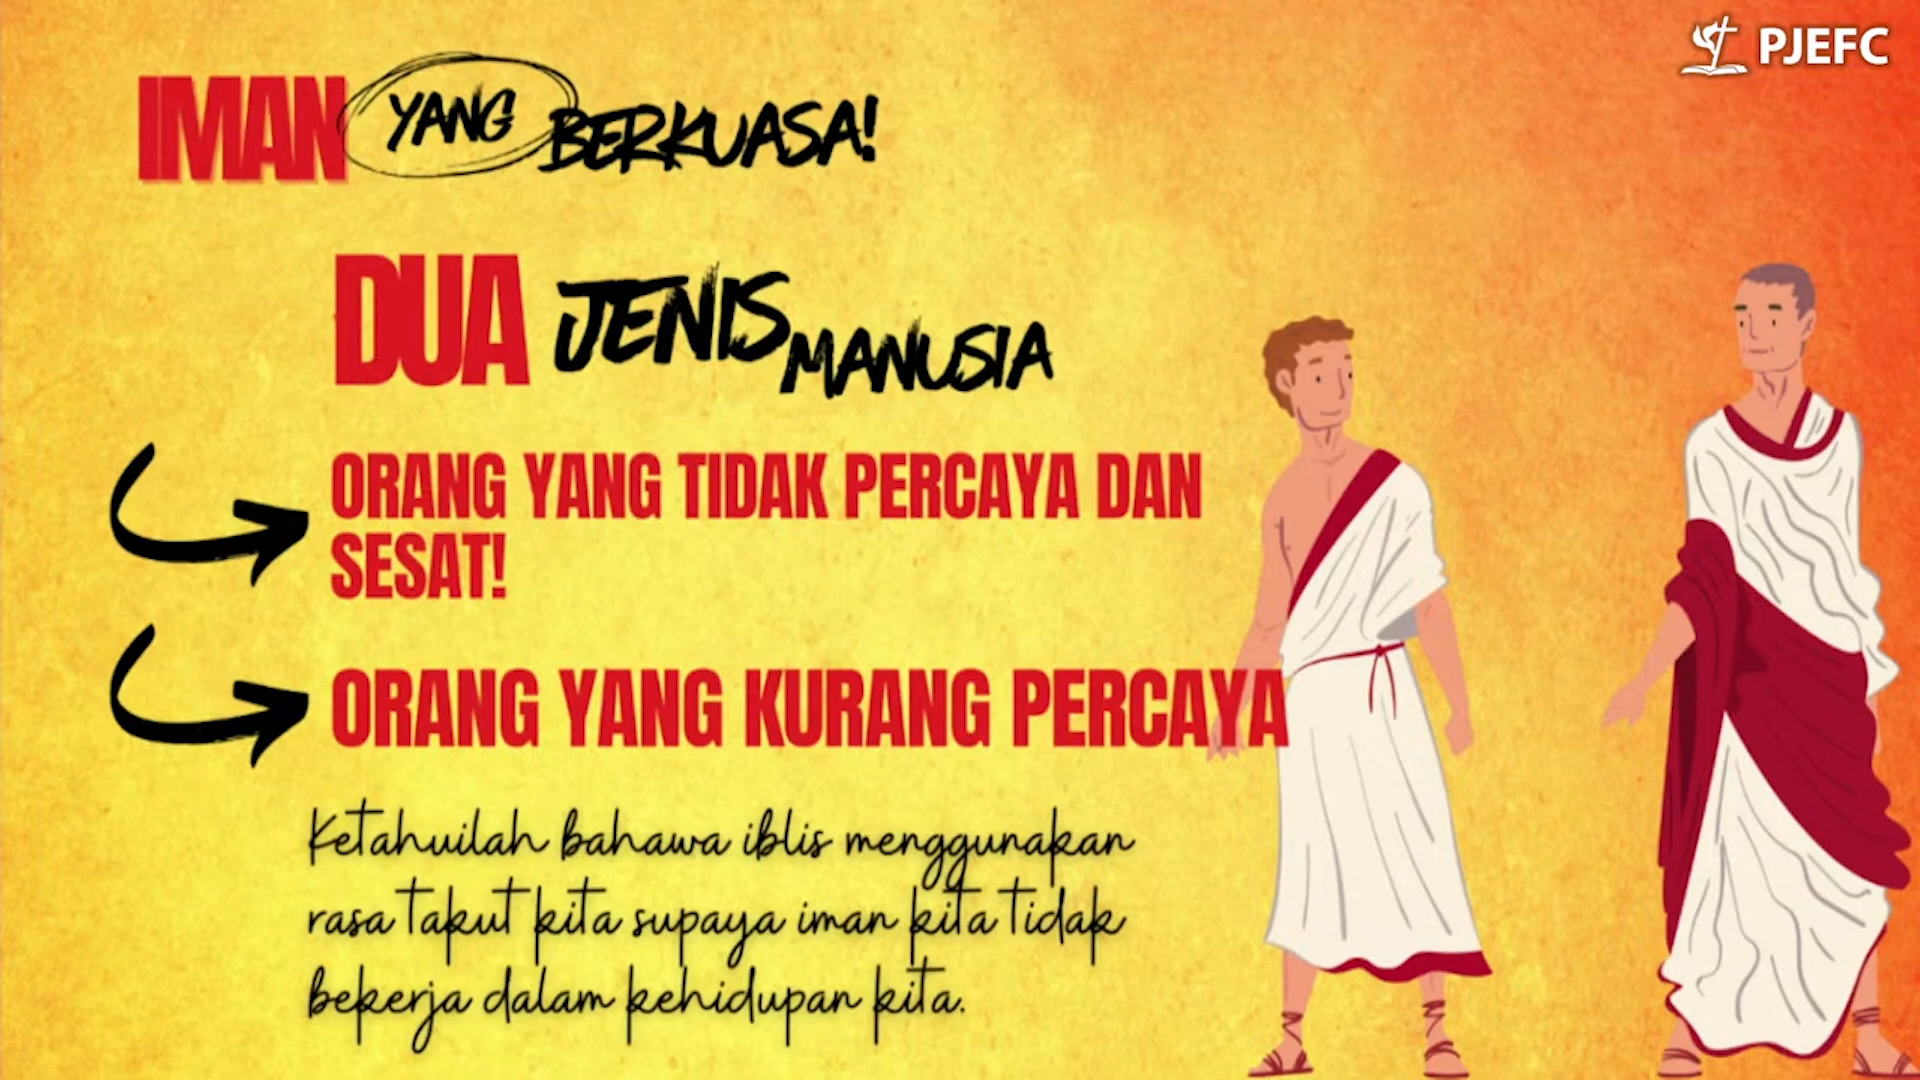 PJEFC
IMAN YANG BERKUASA!
DUA JENIS MANUSIA
ORANG YANG TIDAK PERCAYA DAN
SESAT!
ORANG YANG KURANG PERCAYA
Ketahuilah bahawa iblis menggunakan
rasa takut kita supaya iman kita tidak
bekerja dalam kehidupan kita.